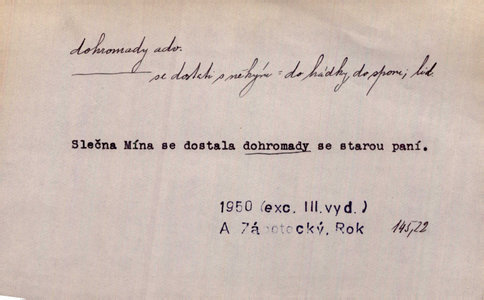 dohromady adv.
se dostati s někým = do hádky, do sporu; lid.
Slečna Mína se dostala dohromady se starou paní.
1950 (exc. III. vyd.)
A Zápotocký, Rok 145,22